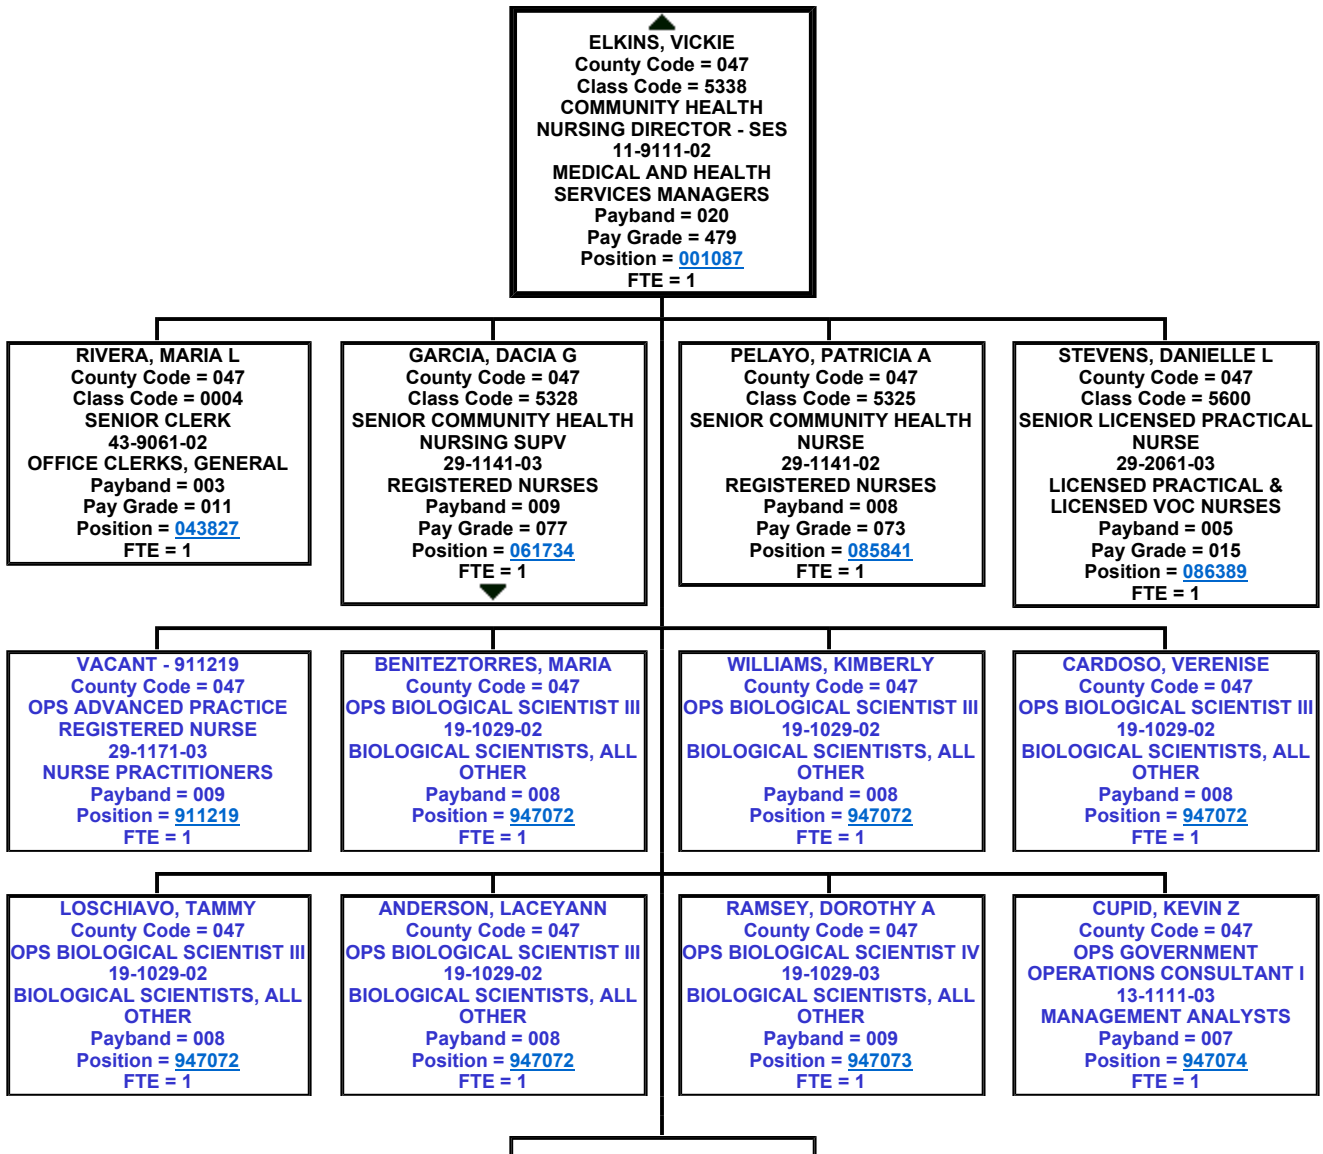 ELKINS, VICKIE
County Code = 047
Class Code = 5338
COMMUNITY HEALTH
NURSING DIRECTOR - SES
11-9111-02
MEDICAL AND HEALTH
SERVICES MANAGERS
Payband = 020
Pay Grade = 479
Position = 001087
FTE = 1
RIVERA, MARIA L
County Code = 047
Class Code = 0004
SENIOR CLERK
43-9061-02
OFFICE CLERKS, GENERAL
Payband = 003
Pay Grade = 011
Position = 043827
FTE = 1
GARCIA, DACIA G
County Code = 047
Class Code = 5328
SENIOR COMMUNITY HEALTH
NURSING SUPV
29-1141-03
REGISTERED NURSES
Payband = 009
Pay Grade = 077
Position = 061734
FTE = 1
PELAYO, PATRICIA A
County Code = 047
Class Code = 5325
SENIOR COMMUNITY HEALTH
NURSE
29-1141-02
REGISTERED NURSES
Payband = 008
Pay Grade = 073
Position = 085841
FTE = 1
STEVENS, DANIELLE L
County Code = 047
Class Code = 5600
SENIOR LICENSED PRACTICAL
NURSE
29-2061-03
LICENSED PRACTICAL &
LICENSED VOC NURSES
Payband = 005
Pay Grade = 015
Position = 086389
FTE = 1
VACANT - 911219
County Code = 047
OPS ADVANCED PRACTICE
REGISTERED NURSE
29-1171-03
NURSE PRACTITIONERS
Payband = 009
Position = 911219
FTE = 1
BENITEZTORRES, MARIA
County Code = 047
OPS BIOLOGICAL SCIENTIST III
19-1029-02
BIOLOGICAL SCIENTISTS, ALL
OTHER
Payband = 008
Position = 947072
FTE = 1
WILLIAMS, KIMBERLY
County Code = 047
OPS BIOLOGICAL SCIENTIST III
19-1029-02
BIOLOGICAL SCIENTISTS, ALL
OTHER
Payband = 008
Position = 947072
FTE = 1
CARDOSO, VERENISE
County Code = 047
OPS BIOLOGICAL SCIENTIST III
19-1029-02
BIOLOGICAL SCIENTISTS, ALL
OTHER
Payband = 008
Position = 947072
FTE = 1
LOSCHIAVO, TAMMY
County Code = 047
OPS BIOLOGICAL SCIENTIST III
19-1029-02
BIOLOGICAL SCIENTISTS, ALL
OTHER
Payband = 008
Position = 947072
FTE = 1
ANDERSON, LACEYANN
County Code = 047
OPS BIOLOGICAL SCIENTIST III
19-1029-02
BIOLOGICAL SCIENTISTS, ALL
OTHER
Payband = 008
Position = 947072
FTE = 1
RAMSEY, DOROTHY A
County Code = 047
OPS BIOLOGICAL SCIENTIST IV
19-1029-03
BIOLOGICAL SCIENTISTS, ALL
OTHER
Payband = 009
Position = 947073
FTE = 1
CUPID, KEVIN Z
County Code = 047
OPS GOVERNMENT
OPERATIONS CONSULTANT I
13-1111-03
MANAGEMENT ANALYSTS
Payband = 007
Position = 947074
FTE = 1